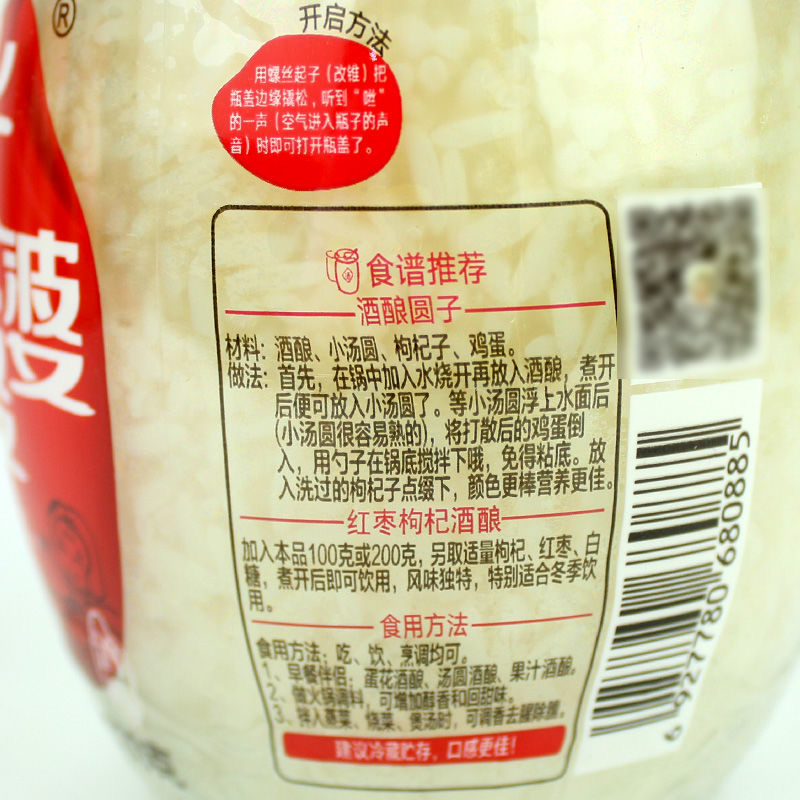 ®
开启方法
用螺丝起子（改锥）把
瓶盖边缘撬松，听到“咝”
的一声（空气进入瓶子的声
音）时即可打开瓶盖了。
食谱推荐
酒酿圆子
材料：酒酿、小汤圆、枸杞子、鸡蛋。
做法：首先，在锅中加入水烧开再放入酒酿，煮开
后便可放入小汤圆了。等小汤圆浮上水面后
(小汤圆很容易熟的)，将打散后的鸡蛋倒
入，用勺子在锅底搅拌下哦，免得粘底。放
入洗过的枸杞子点缀下，颜色更棒营养更佳。
红枣枸杞酒酿
加入本品100克或200克，另取适量枸杞、红枣、白
糖，煮开后即可饮用，风味独特，特别适合冬季饮
用。
食用方法
食用方法：吃、饮、烹调均可。
1、早餐伴侣：蛋花酒酿、汤圆酒酿、果汁酒酿。
2、做火锅调料，可增加醇香和回甜味。
3、拌入蒸菜、烧菜、煲汤时，可调香去腥除膻。
建议冷藏贮存，口感更佳！
6 927780 680885